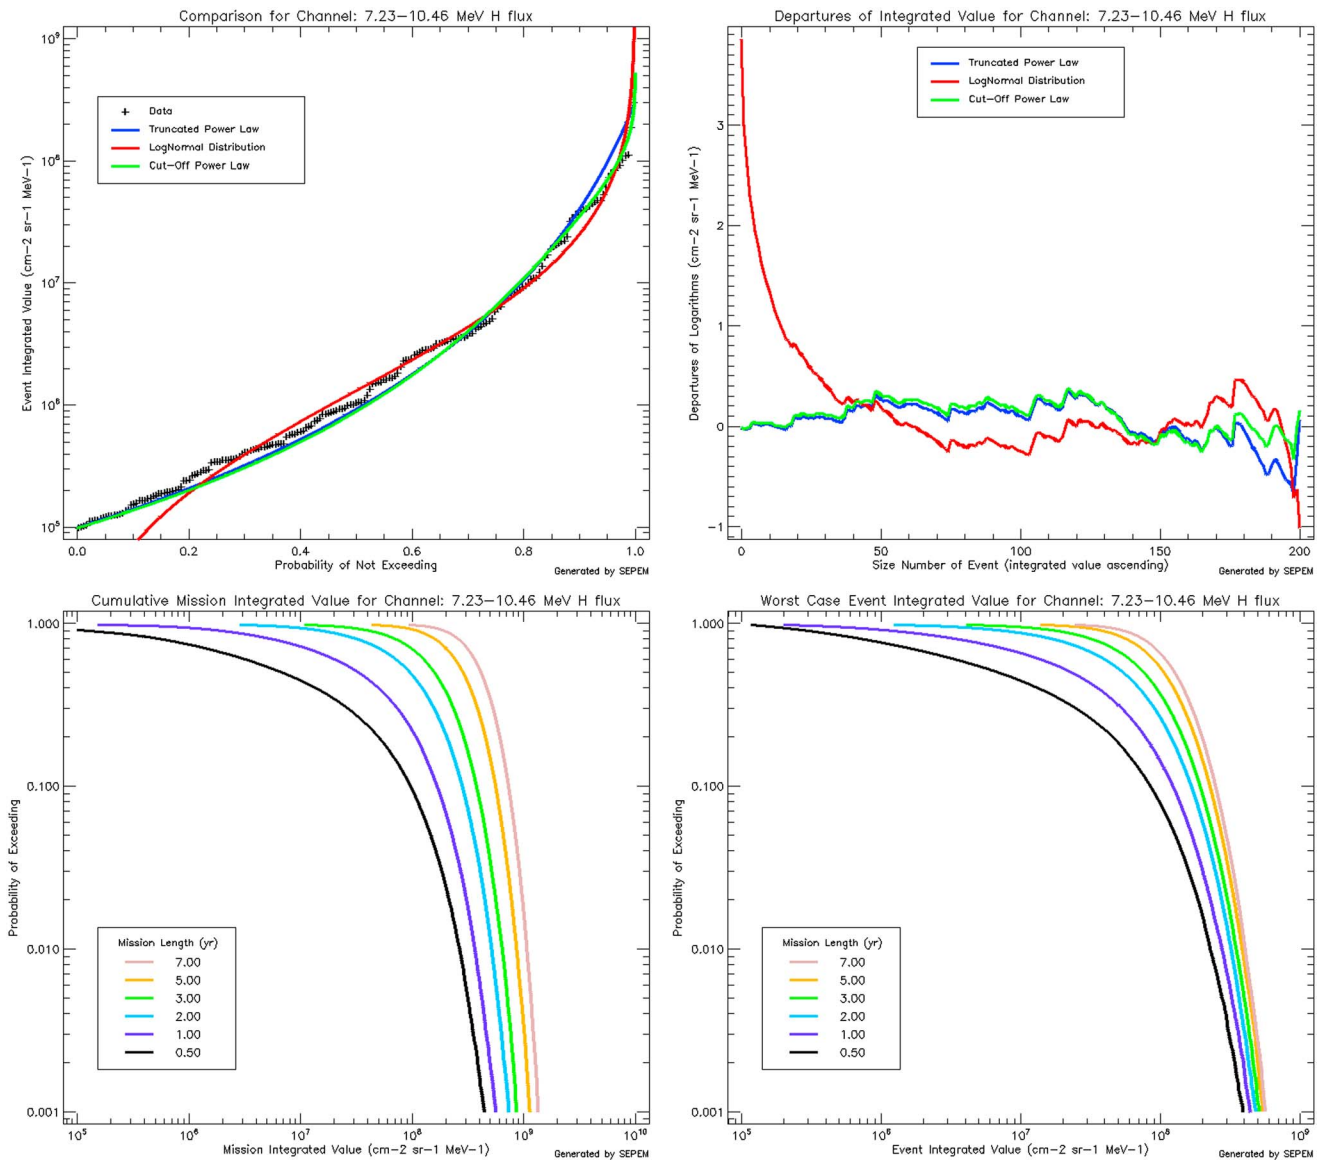 Comparison for Channel: 7.23-10.46 MeV H flux
10⁹
10⁸
10⁷
10⁶
10⁵
Event Integrated Value (cm-2 sr-1 MeV-1)
Data
Truncated Power Law
LogNormal Distribution
Cut-Off Power Law
0.0 0.2 0.4 0.6 0.8 1.0
Probability of Not Exceeding
Generated by SEPEM
Departures of Integrated Value for Channel: 7.23-10.46 MeV H flux
Truncated Power Law
LogNormal Distribution
Cut-Off Power Law
3
2
1
0
-1
Departures of Logarithms (cm-2 sr-1 MeV-1)
0 50 100 150 200
Size Number of Event (integrated value ascending)
Generated by SEPEM
Cumulative Mission Integrated Value for Channel: 7.23-10.46 MeV H flux
1.000
0.100
0.010
0.001
Probability of Exceeding
Mission Length (yr)
7.00
5.00
3.00
2.00
1.00
0.50
10⁵ 10⁶ 10⁷ 10⁸ 10⁹ 10¹⁰
Mission Integrated Value (cm-2 sr-1 MeV-1)
Generated by SEPEM
Worst Case Event Integrated Value for Channel: 7.23-10.46 MeV H flux
1.000
0.100
0.010
0.001
Probability of Exceeding
Mission Length (yr)
7.00
5.00
3.00
2.00
1.00
0.50
10⁵ 10⁶ 10⁷ 10⁸ 10⁹
Event Integrated Value (cm-2 sr-1 MeV-1)
Generated by SEPEM